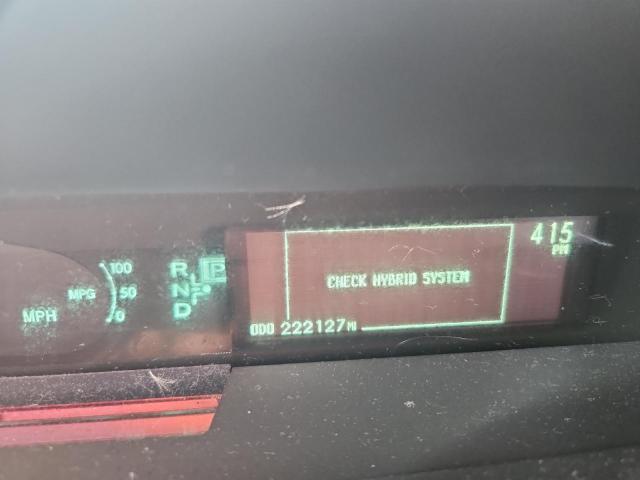 100
MPG 50
0
MPH
R P
N
D
415
PM
CHECK HYBRID SYSTEM
ODO 222127 MI